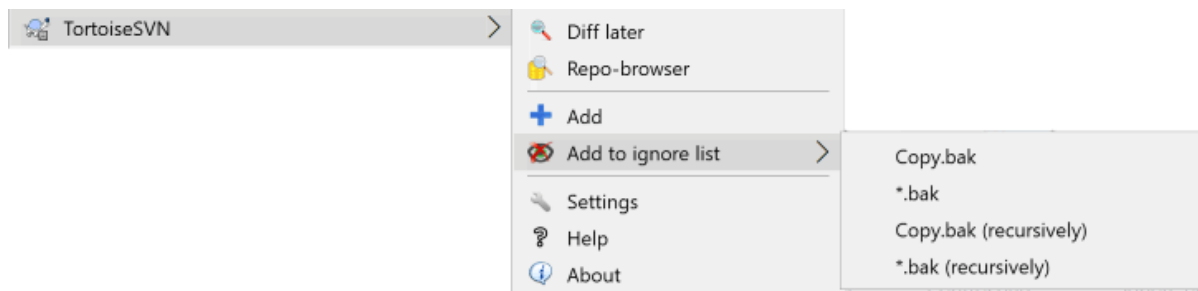 TortoiseSVN
Diff later
Repo-browser
Add
Add to ignore list
Settings
Help
About
Copy.bak
*.bak
Copy.bak (recursively)
*.bak (recursively)